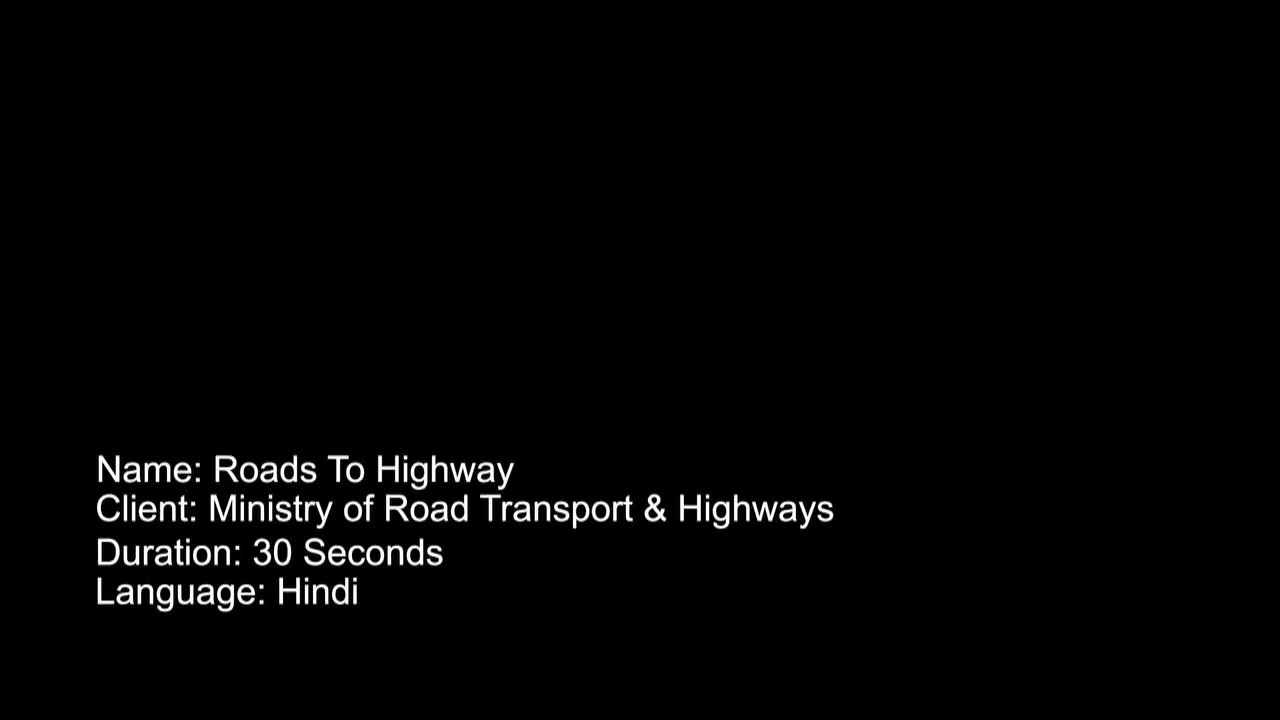 Name: Roads To Highway
Client: Ministry of Road Transport & Highways
Duration: 30 Seconds
Language: Hindi